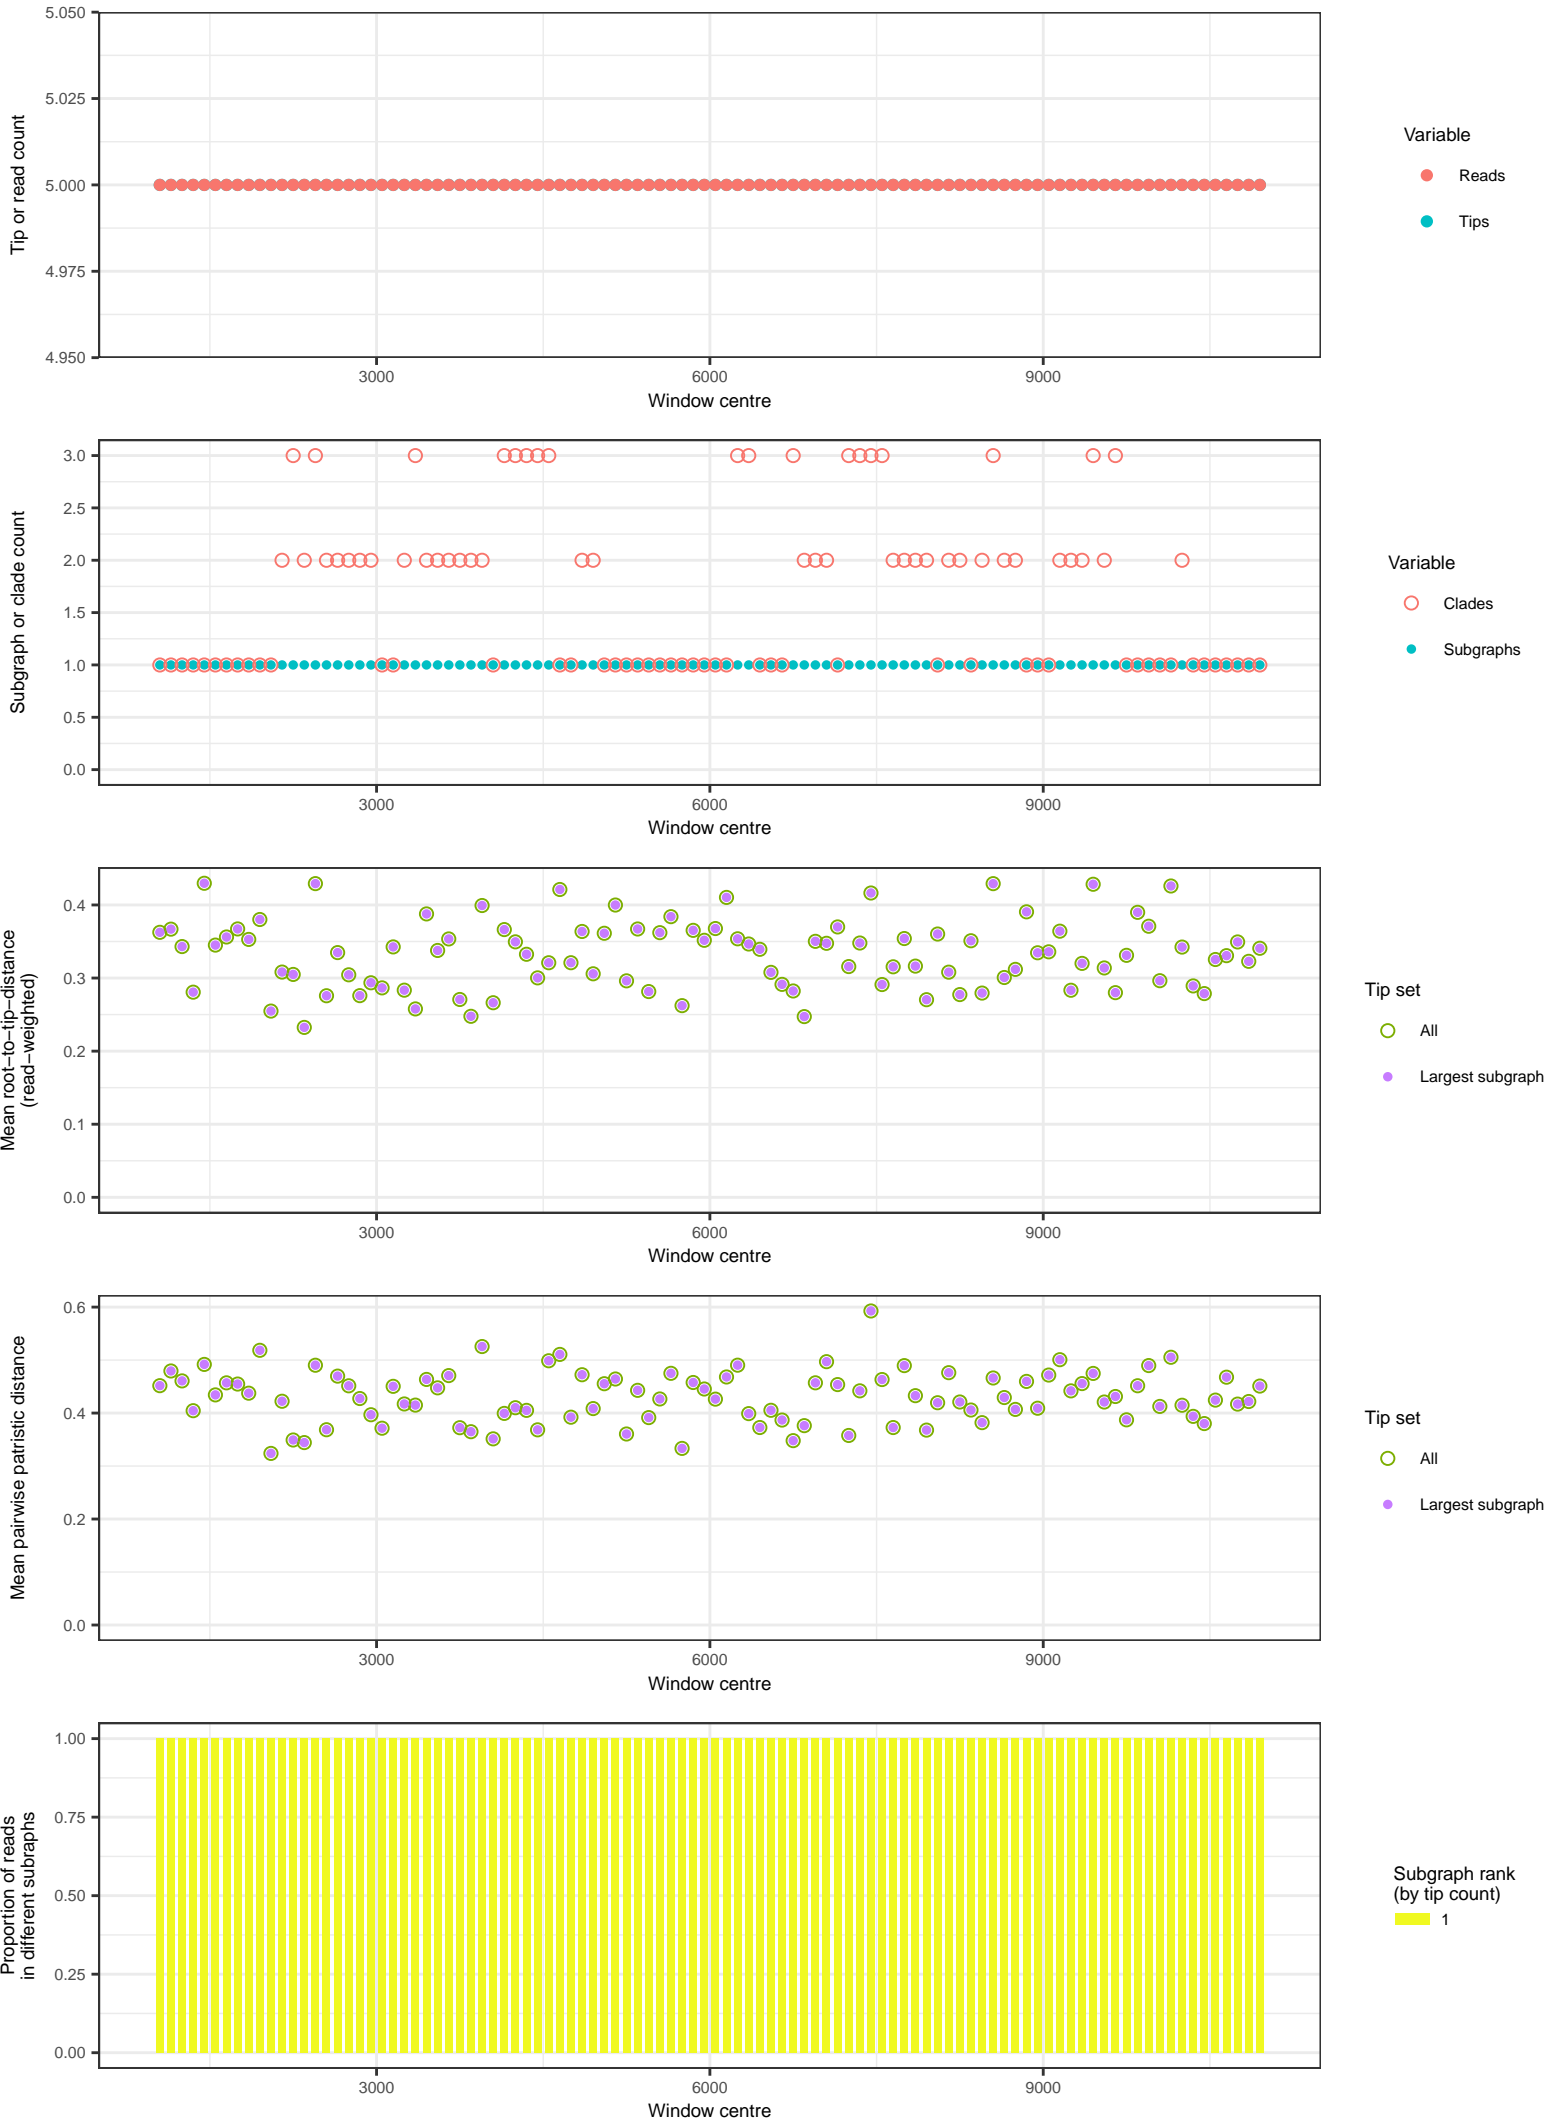 5.050
5.025
5.000
4.975
4.950
Tip or read count
3000
6000
9000
Window centre
Variable
Reads
Tips
3.0
2.5
2.0
1.5
1.0
0.5
0.0
Subgraph or clade count
3000
6000
9000
Window centre
Variable
Clades
Subgraphs
0.4
0.3
0.2
0.1
0.0
Mean root−to−tip−distance
(read−weighted)
3000
6000
9000
Window centre
Tip set
All
Largest subgraph
0.6
0.4
0.2
0.0
Mean pairwise patristic distance
3000
6000
9000
Window centre
Tip set
All
Largest subgraph
1.00
0.75
0.50
0.25
0.00
Proportion of reads
in different subraphs
3000
6000
9000
Window centre
Subgraph rank
(by tip count)
1